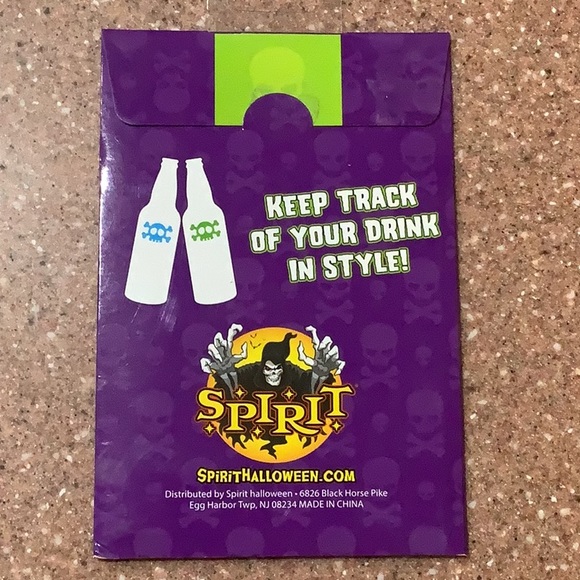 KEEP TRACK
OF YOUR DRINK
IN STYLE!
SPIRIT
SPIRITHALLOWEEN.COM
Distributed by Spirit halloween • 6826 Black Horse Pike
Egg Harbor Twp, NJ 08234 MADE IN CHINA